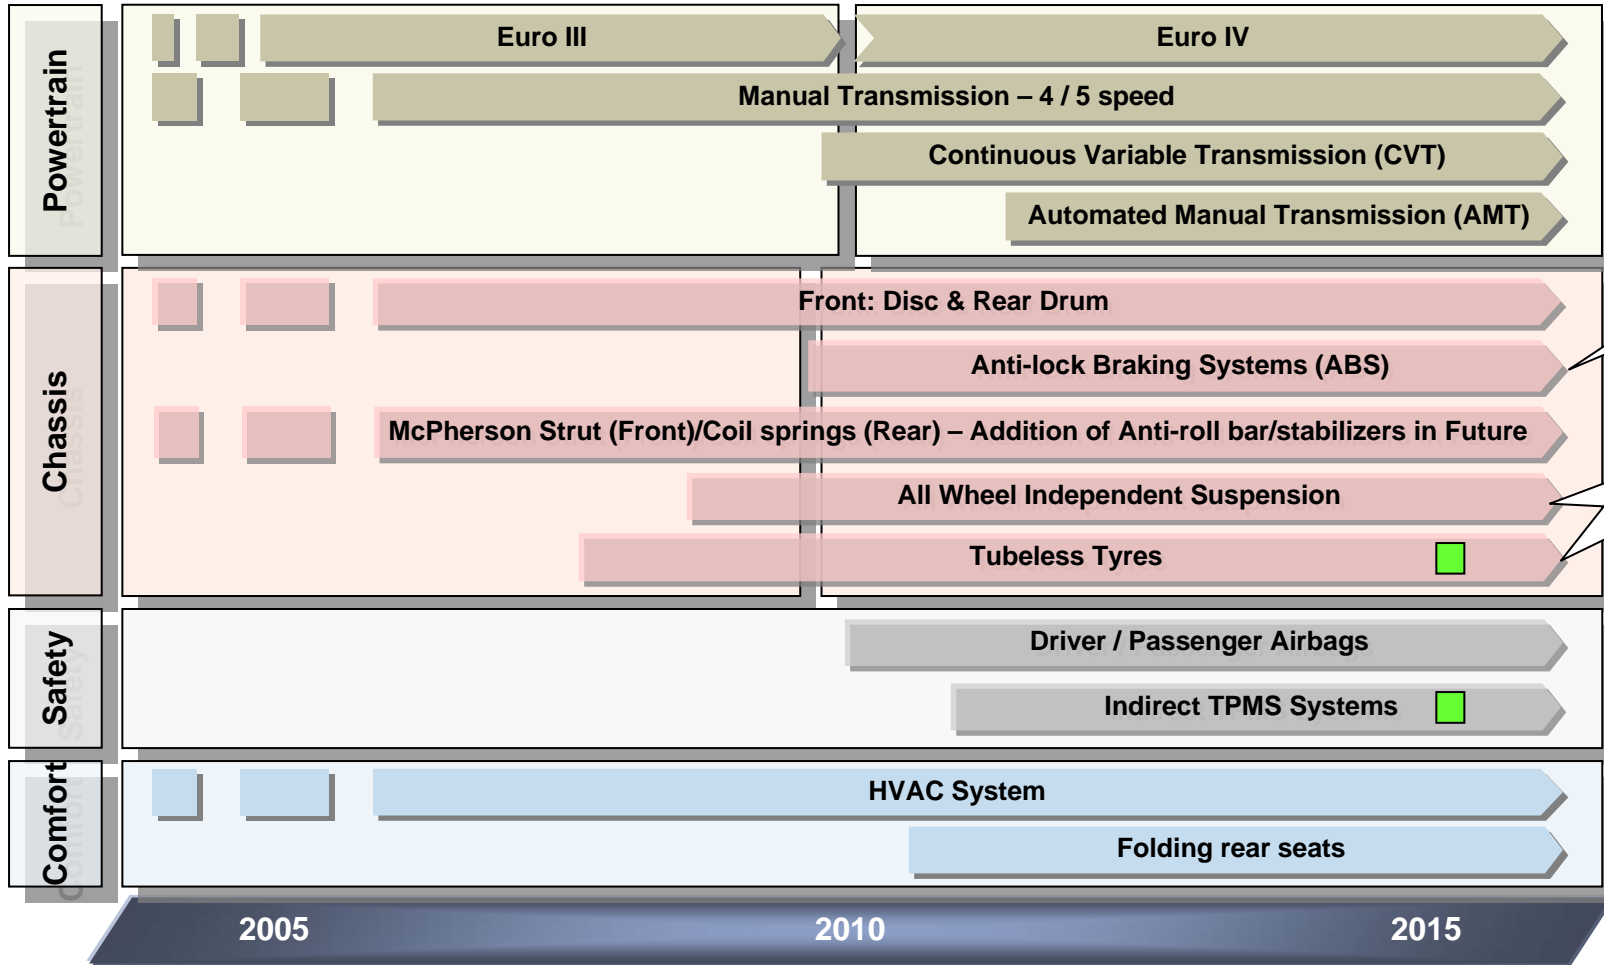 Powertrain
Euro III
Euro IV
Manual Transmission – 4 / 5 speed
Continuous Variable Transmission (CVT)
Automated Manual Transmission (AMT)
Chassis
Front: Disc & Rear Drum
Anti-lock Braking Systems (ABS)
McPherson Strut (Front)/Coil springs (Rear) – Addition of Anti-roll bar/stabilizers in Future
All Wheel Independent Suspension
Tubeless Tyres
Safety
Driver / Passenger Airbags
Indirect TPMS Systems
Comfort
HVAC System
Folding rear seats
2005
2010
2015